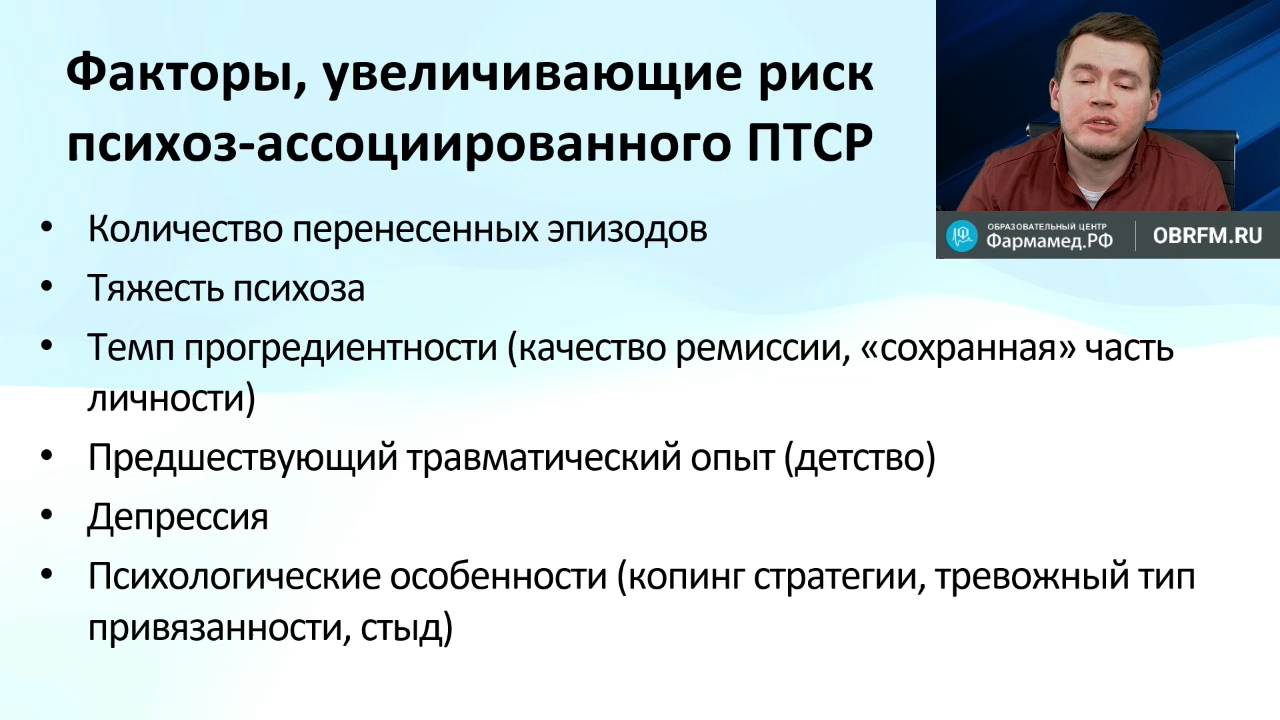 Факторы, увеличивающие риск
психоз-ассоциированного ПТСР
• Количество перенесенных эпизодов
• Тяжесть психоза
• Темп прогредиентности (качество ремиссии, «сохранная» часть
личности)
• Предшествующий травматический опыт (детство)
• Депрессия
• Психологические особенности (копинг стратегии, тревожный тип
привязанности, стыд)
ОБРАЗОВАТЕЛЬНЫЙ ЦЕНТР
Фармамед.РФ
OBRFM.RU